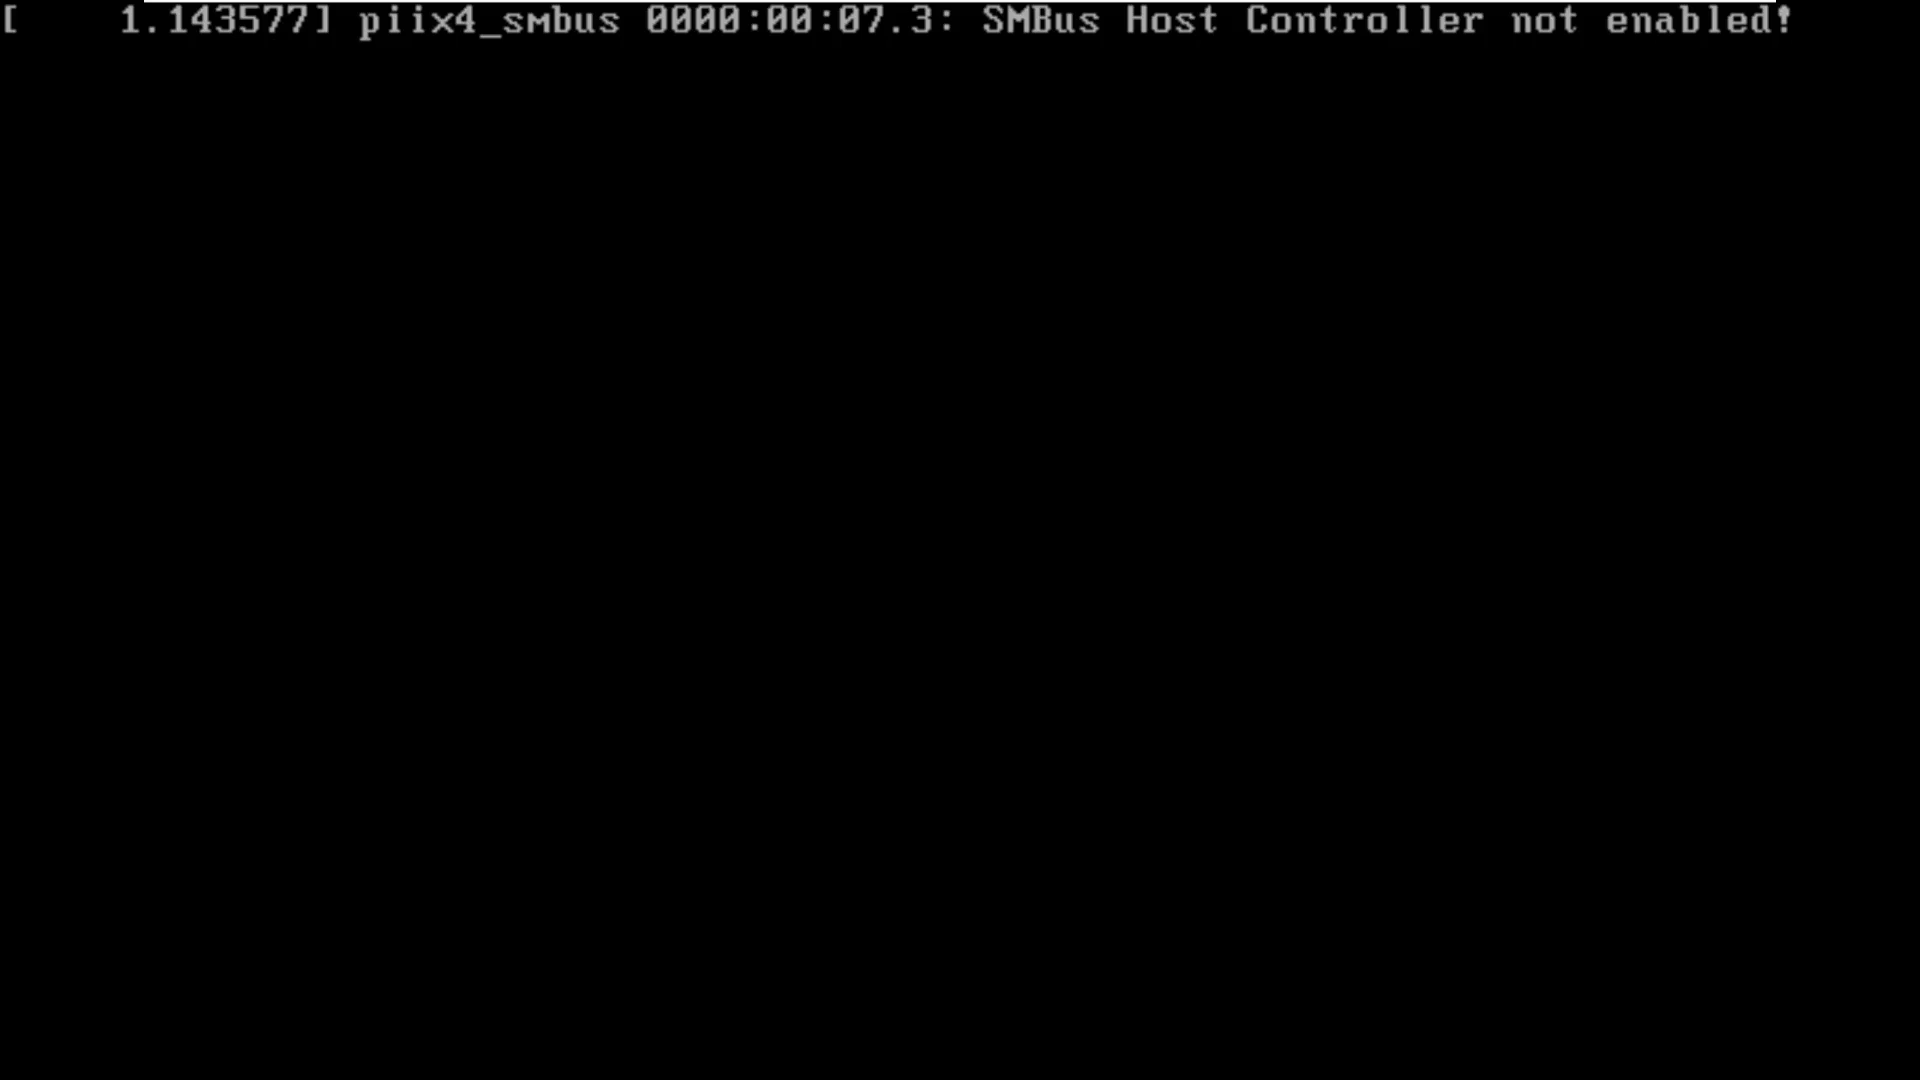 [    1.143577] piix4_smbus 0000:00:07.3: SMBus Host Controller not enabled!